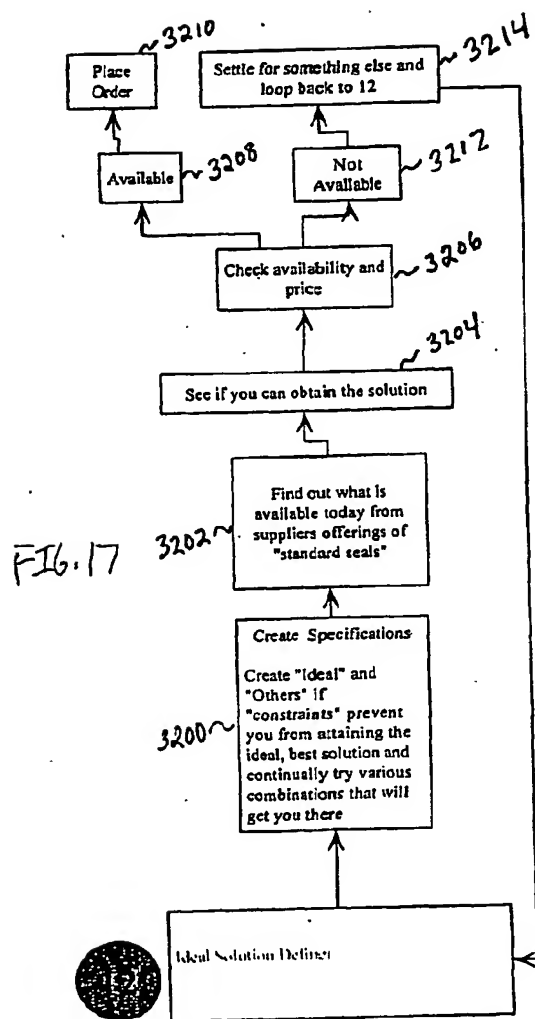 3210
Place
Order
Settle for something else and
loop back to 12
3214
Available
3208
Not
Available
3212
Check availability and
price
3206
3204
See if you can obtain the solution
Find out what is
available today from
suppliers offerings of
"standard seals"
3202
FIG. 17
Create Specifications
Create "Ideal" and
"Others" if
"constraints" prevent
you from attaining the
ideal, best solution and
continually try various
combinations that will
get you there
3200
Ideal Solution Defined
12